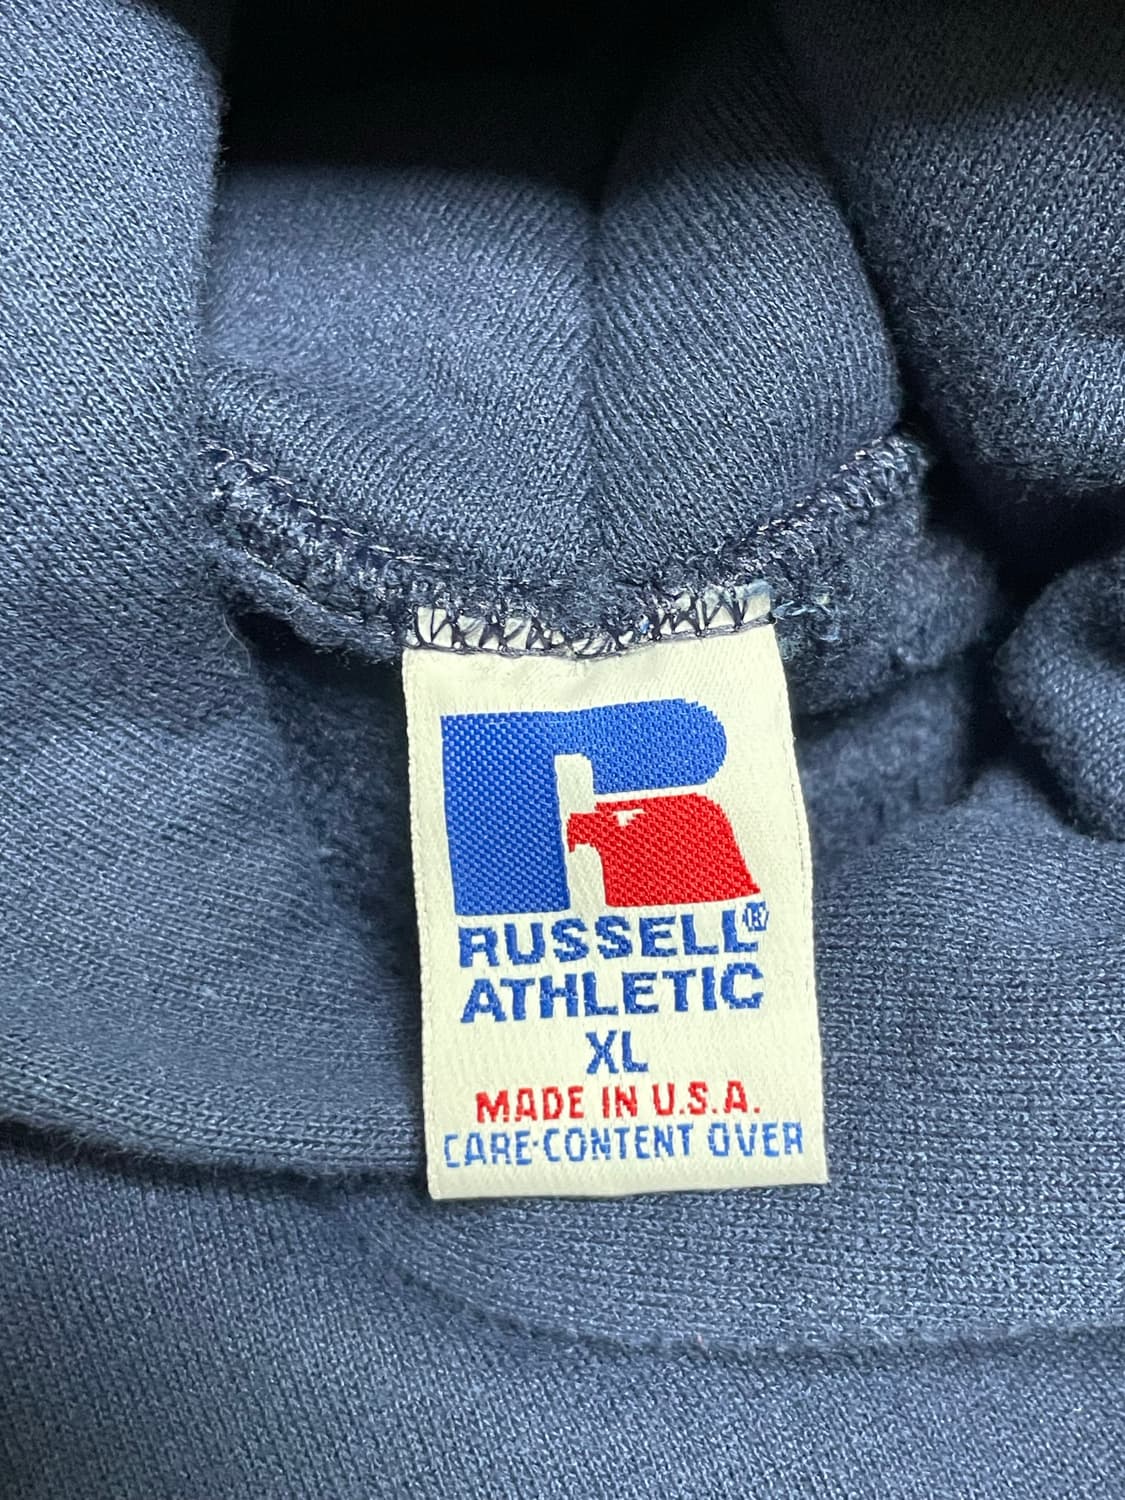 R
RUSSELL®
ATHLETIC
XL
MADE IN U.S.A.
CARE·CONTENT OVER